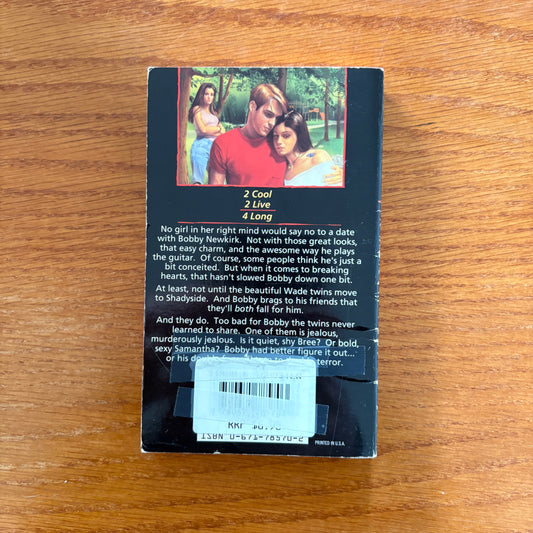 2 Cool
2 Live
4 Long
No girl in her right mind would say no to a date
with Bobby Newkirk. Not with those great looks,
that easy charm, and the awesome way he plays
the guitar. Of course, some people think he's just a
bit conceited. But when it comes to breaking
hearts, that hasn't slowed Bobby down one bit.
At least, not until the beautiful Wade twins move
to Shadyside. And Bobby brags to his friends that
they'll both fall for him.
And they do. Too bad for Bobby the twins never
learned to share. One of them is jealous,
murderously jealous. Is it quiet, shy Bree? Or bold,
sexy Samantha? Bobby had better figure it out...
or his terror.
RRP
ISBN 0-671-78570-2
PRINTED IN U.S.A.